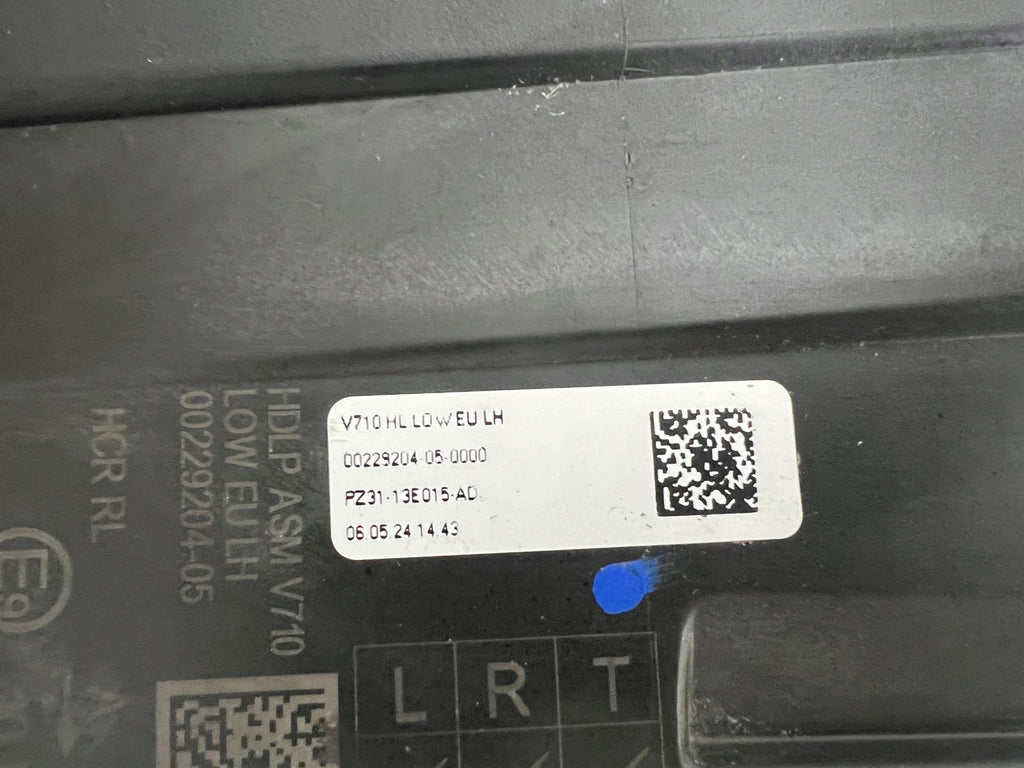 V710 HL LOW EU LH
00229204-05-0000
PZ31-13E015-AD
06.05.24 14.43
HDLP ASM V710
LOW EU LH
00229204-05
HCR RL
E9
L R T